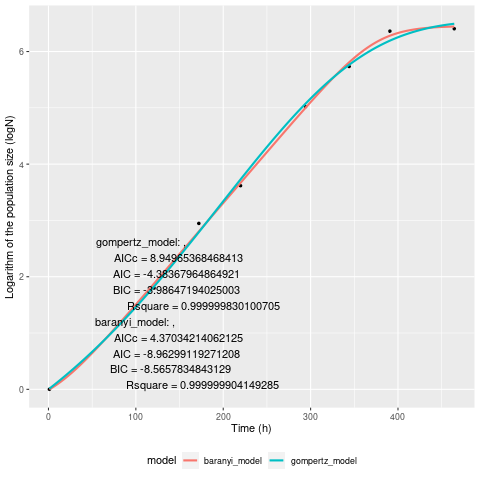 Logarithm of the population size (logN)
6
4
2
0
gompertz_model: ,
AICc = 8.94965368468413
AIC = -4.38367964864921
BIC = -3.98647194025003
Rsquare = 0.999999830100705
baranyi_model: ,
AICc = 4.37034214062125
AIC = -8.96299119271208
BIC = -8.5657834843129
Rsquare = 0.999999904149285
0 100 200 300 400
Time (h)
model baranyi_model gompertz_model